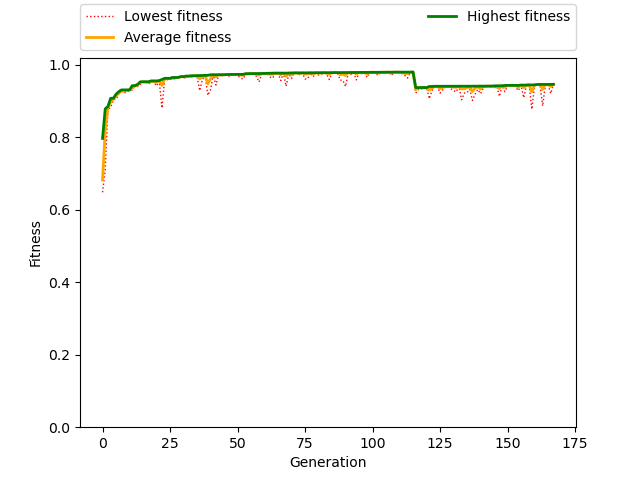 Lowest fitness
Average fitness
Highest fitness
1.0
0.8
0.6
0.4
0.2
0.0
Fitness
0 25 50 75 100 125 150 175
Generation